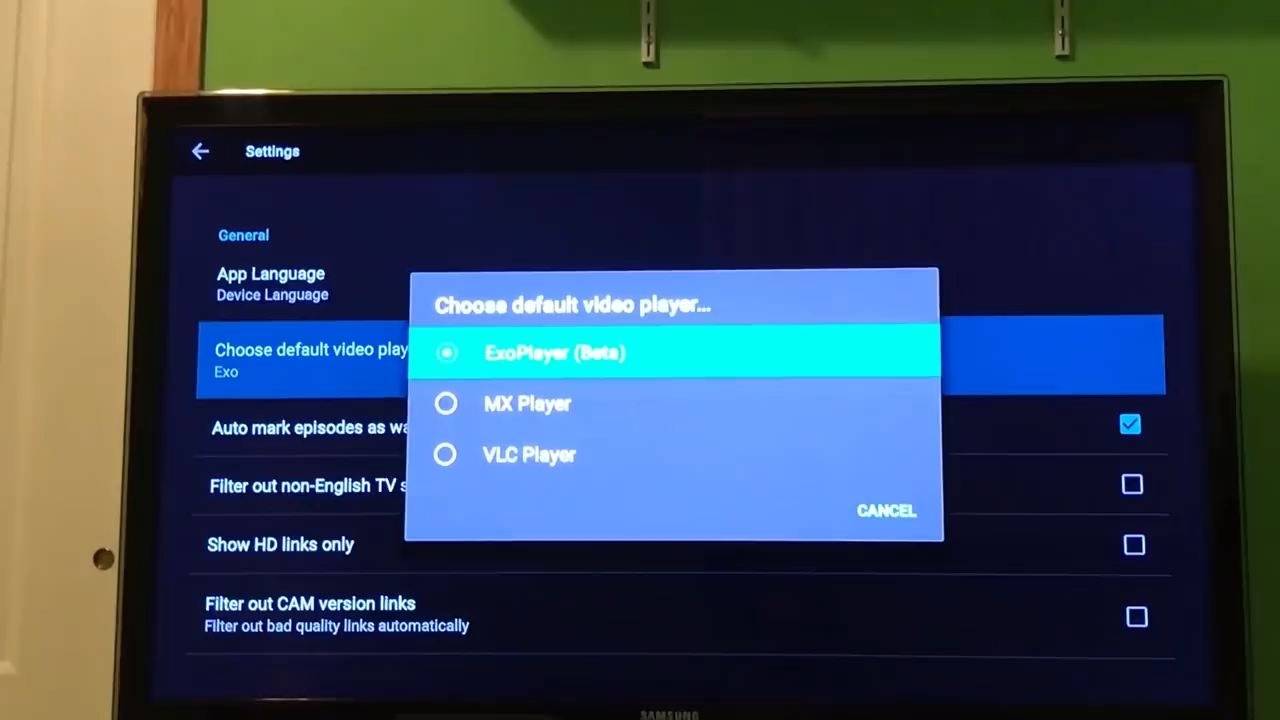 Settings
General
App Language
Device Language
Choose default video play
Exo
Choose default video player...
ExoPlayer (Beta)
MX Player
VLC Player
CANCEL
Auto mark episodes as wa
Filter out non-English TV s
Show HD links only
Filter out CAM version links
Filter out bad quality links automatically
SAMSUNG